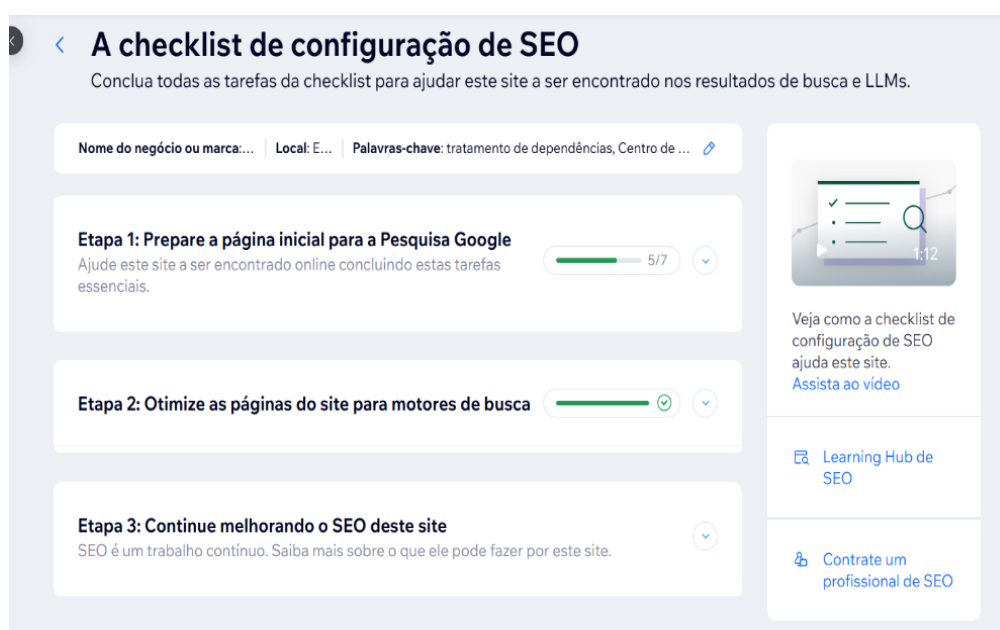 A checklist de configuração de SEO
Conclua todas as tarefas da checklist para ajudar este site a ser encontrado nos resultados de busca e LLMs.
Nome do negócio ou marca:... Local: E... Palavras-chave: tratamento de dependências, Centro de ...
Etapa 1: Prepare a página inicial para a Pesquisa Google
Ajude este site a ser encontrado online concluindo estas tarefas
essenciais.
5/7
Etapa 2: Otimize as páginas do site para motores de busca
Etapa 3: Continue melhorando o SEO deste site
SEO é um trabalho contínuo. Saiba mais sobre o que ele pode fazer por este site.
1:12
Veja como a checklist de
configuração de SEO
ajuda este site.
Assista ao vídeo
Learning Hub de
SEO
Contrate um
profissional de SEO